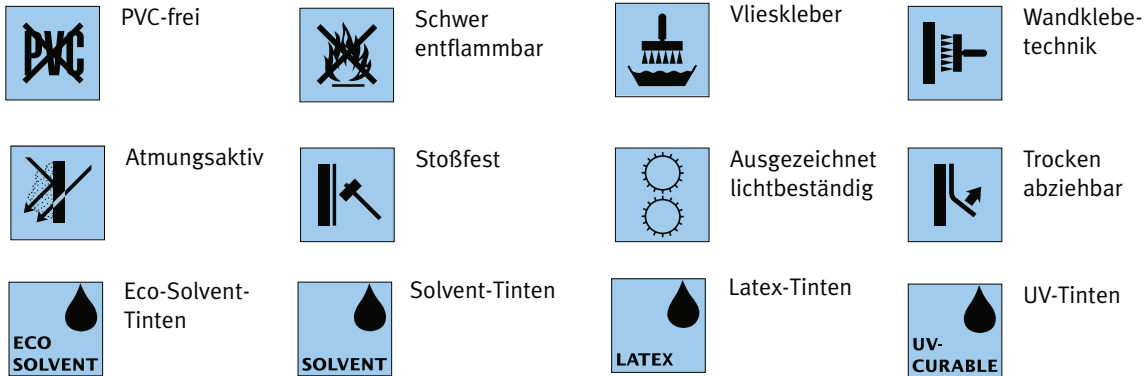 PVC
PVC-frei
Schwer
entflammbar
Vlieskleber
Wandklebe-
technik
Atmungsaktiv
Stoßfest
Ausgezeichnet
lichtbeständig
Trocken
abziehbar
ECO
SOLVENT
Eco-Solvent-
Tinten
SOLVENT
Solvent-Tinten
LATEX
Latex-Tinten
UV-
CURABLE
UV-Tinten